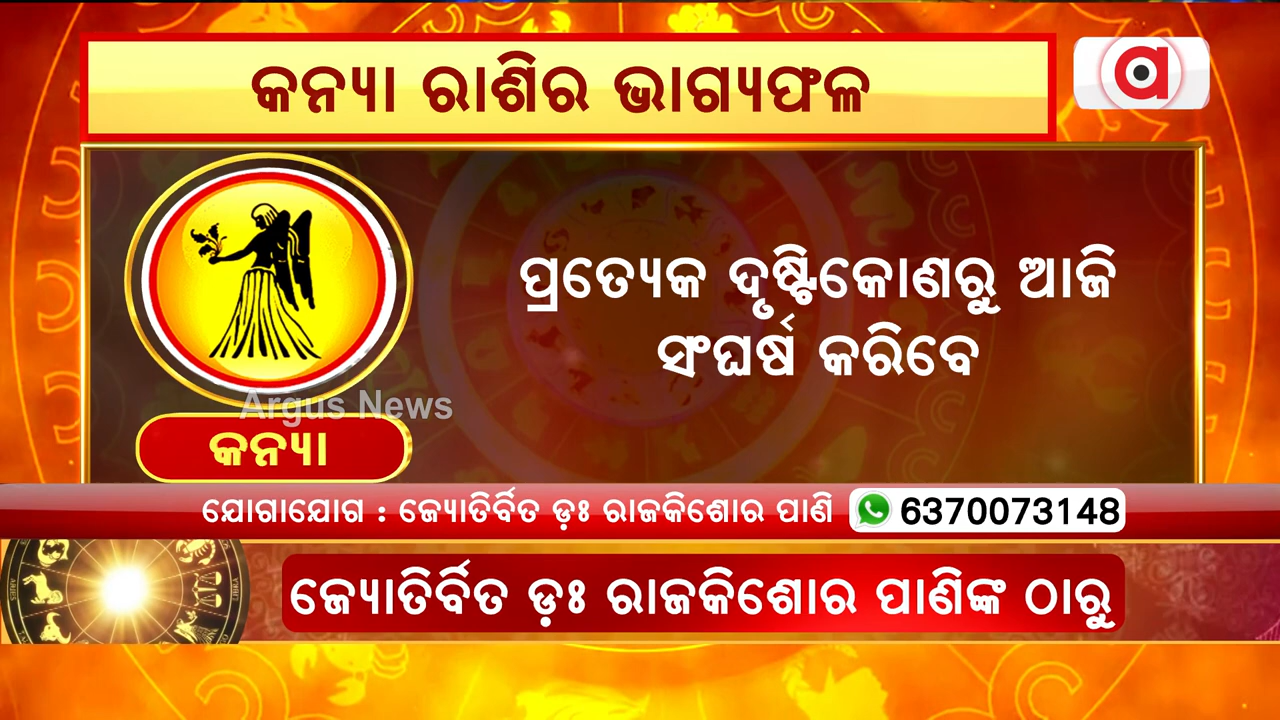 କନ୍ୟା ରାଶିର ଭାଗ୍ୟଫଳ
a
ପ୍ରତ୍ୟେକ ଦୃଷ୍ଟିକୋଣରୁ ଆଜି
ସଂଘର୍ଷ କରିବେ
Argus News
କନ୍ୟା
ଯୋଗାଯୋଗ : ଜ୍ୟୋତିର୍ବିତ ଡ଼ଃ ରାଜକିଶୋର ପାଣି 6370073148
ଜ୍ୟୋତିର୍ବିତ ଡ଼ଃ ରାଜକିଶୋର ପାଣିଙ୍କ ଠାରୁ